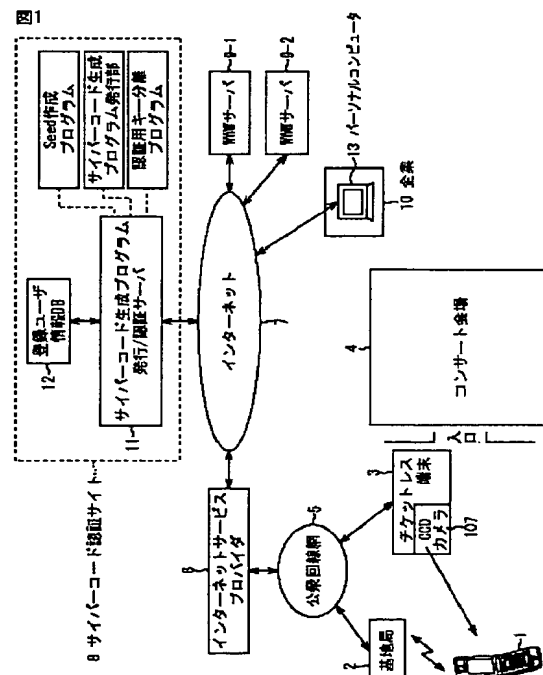 図1
8 サイバーコード認証サイト
12
登録ユーザ
情報DB
Seed作成
プログラム
サイバーコード生成
プログラム発行部
認証用キー分離
プログラム
11
サイバーコード生成プログラム
発行/認証サーバ
WWWサーバ
9-1
WWWサーバ
9-2
インターネット
7
13 パーソナルコンピュータ
10 企業
6
インターネットサービス
プロバイダ
公衆回線網
5
4
コンサート会場
入口
3
チケットレス
端末
CCD
カメラ
107
2
基地局
1